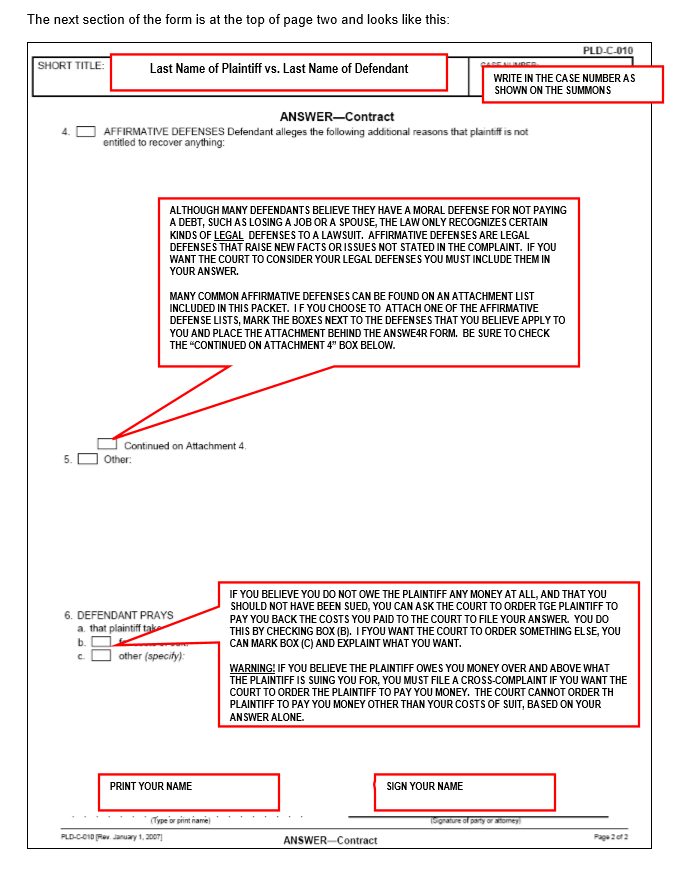 The next section of the form is at the top of page two and looks like this:
PLD-C-010
SHORT TITLE:
Last Name of Plaintiff vs. Last Name of Defendant
CASE NUMBER:
WRITE IN THE CASE NUMBER AS
SHOWN ON THE SUMMONS
ANSWER—Contract
4. AFFIRMATIVE DEFENSES Defendant alleges the following additional reasons that plaintiff is not
entitled to recover anything:
ALTHOUGH MANY DEFENDANTS BELIEVE THEY HAVE A MORAL DEFENSE FOR NOT PAYING
A DEBT, SUCH AS LOSING A JOB OR A SPOUSE, THE LAW ONLY RECOGNIZES CERTAIN
KINDS OF LEGAL DEFENSES TO A LAWSUIT. AFFIRMATIVE DEFENSES ARE LEGAL
DEFENSES THAT RAISE NEW FACTS OR ISSUES NOT STATED IN THE COMPLAINT. IF YOU
WANT THE COURT TO CONSIDER YOUR LEGAL DEFENSES YOU MUST INCLUDE THEM IN
YOUR ANSWER.
MANY COMMON AFFIRMATIVE DEFENSES CAN BE FOUND ON AN ATTACHMENT LIST
INCLUDED IN THIS PACKET. I F YOU CHOOSE TO ATTACH ONE OF THE AFFIRMATIVE
DEFENSE LISTS, MARK THE BOXES NEXT TO THE DEFENSES THAT YOU BELIEVE APPLY TO
YOU AND PLACE THE ATTACHMENT BEHIND THE ANSWE4R FORM. BE SURE TO CHECK
THE “CONTINUED ON ATTACHMENT 4” BOX BELOW.
Continued on Attachment 4.
5. Other:
IF YOU BELIEVE YOU DO NOT OWE THE PLAINTIFF ANY MONEY AT ALL, AND THAT YOU
SHOULD NOT HAVE BEEN SUED, YOU CAN ASK THE COURT TO ORDER TGE PLAINTIFF TO
PAY YOU BACK THE COSTS YOU PAID TO THE COURT TO FILE YOUR ANSWER. YOU DO
THIS BY CHECKING BOX (B). I FYOU WANT THE COURT TO ORDER SOMETHING ELSE, YOU
CAN MARK BOX (C) AND EXPLAINT WHAT YOU WANT.
WARNING! IF YOU BELIEVE THE PLAINTIFF OWES YOU MONEY OVER AND ABOVE WHAT
THE PLAINTIFF IS SUING YOU FOR, YOU MUST FILE A CROSS-COMPLAINT IF YOU WANT THE
COURT TO ORDER THE PLAINTIFF TO PAY YOU MONEY. THE COURT CANNOT ORDER TH
PLAINTIFF TO PAY YOU MONEY OTHER THAN YOUR COSTS OF SUIT, BASED ON YOUR
ANSWER ALONE.
6. DEFENDANT PRAYS
a. that plaintiff take
b.
c. other (specify):
PRINT YOUR NAME
SIGN YOUR NAME
(Type or print name)
(Signature of party or attorney)
PLD-C-010 [Rev. January 1, 2007]
ANSWER—Contract
Page 2 of 2